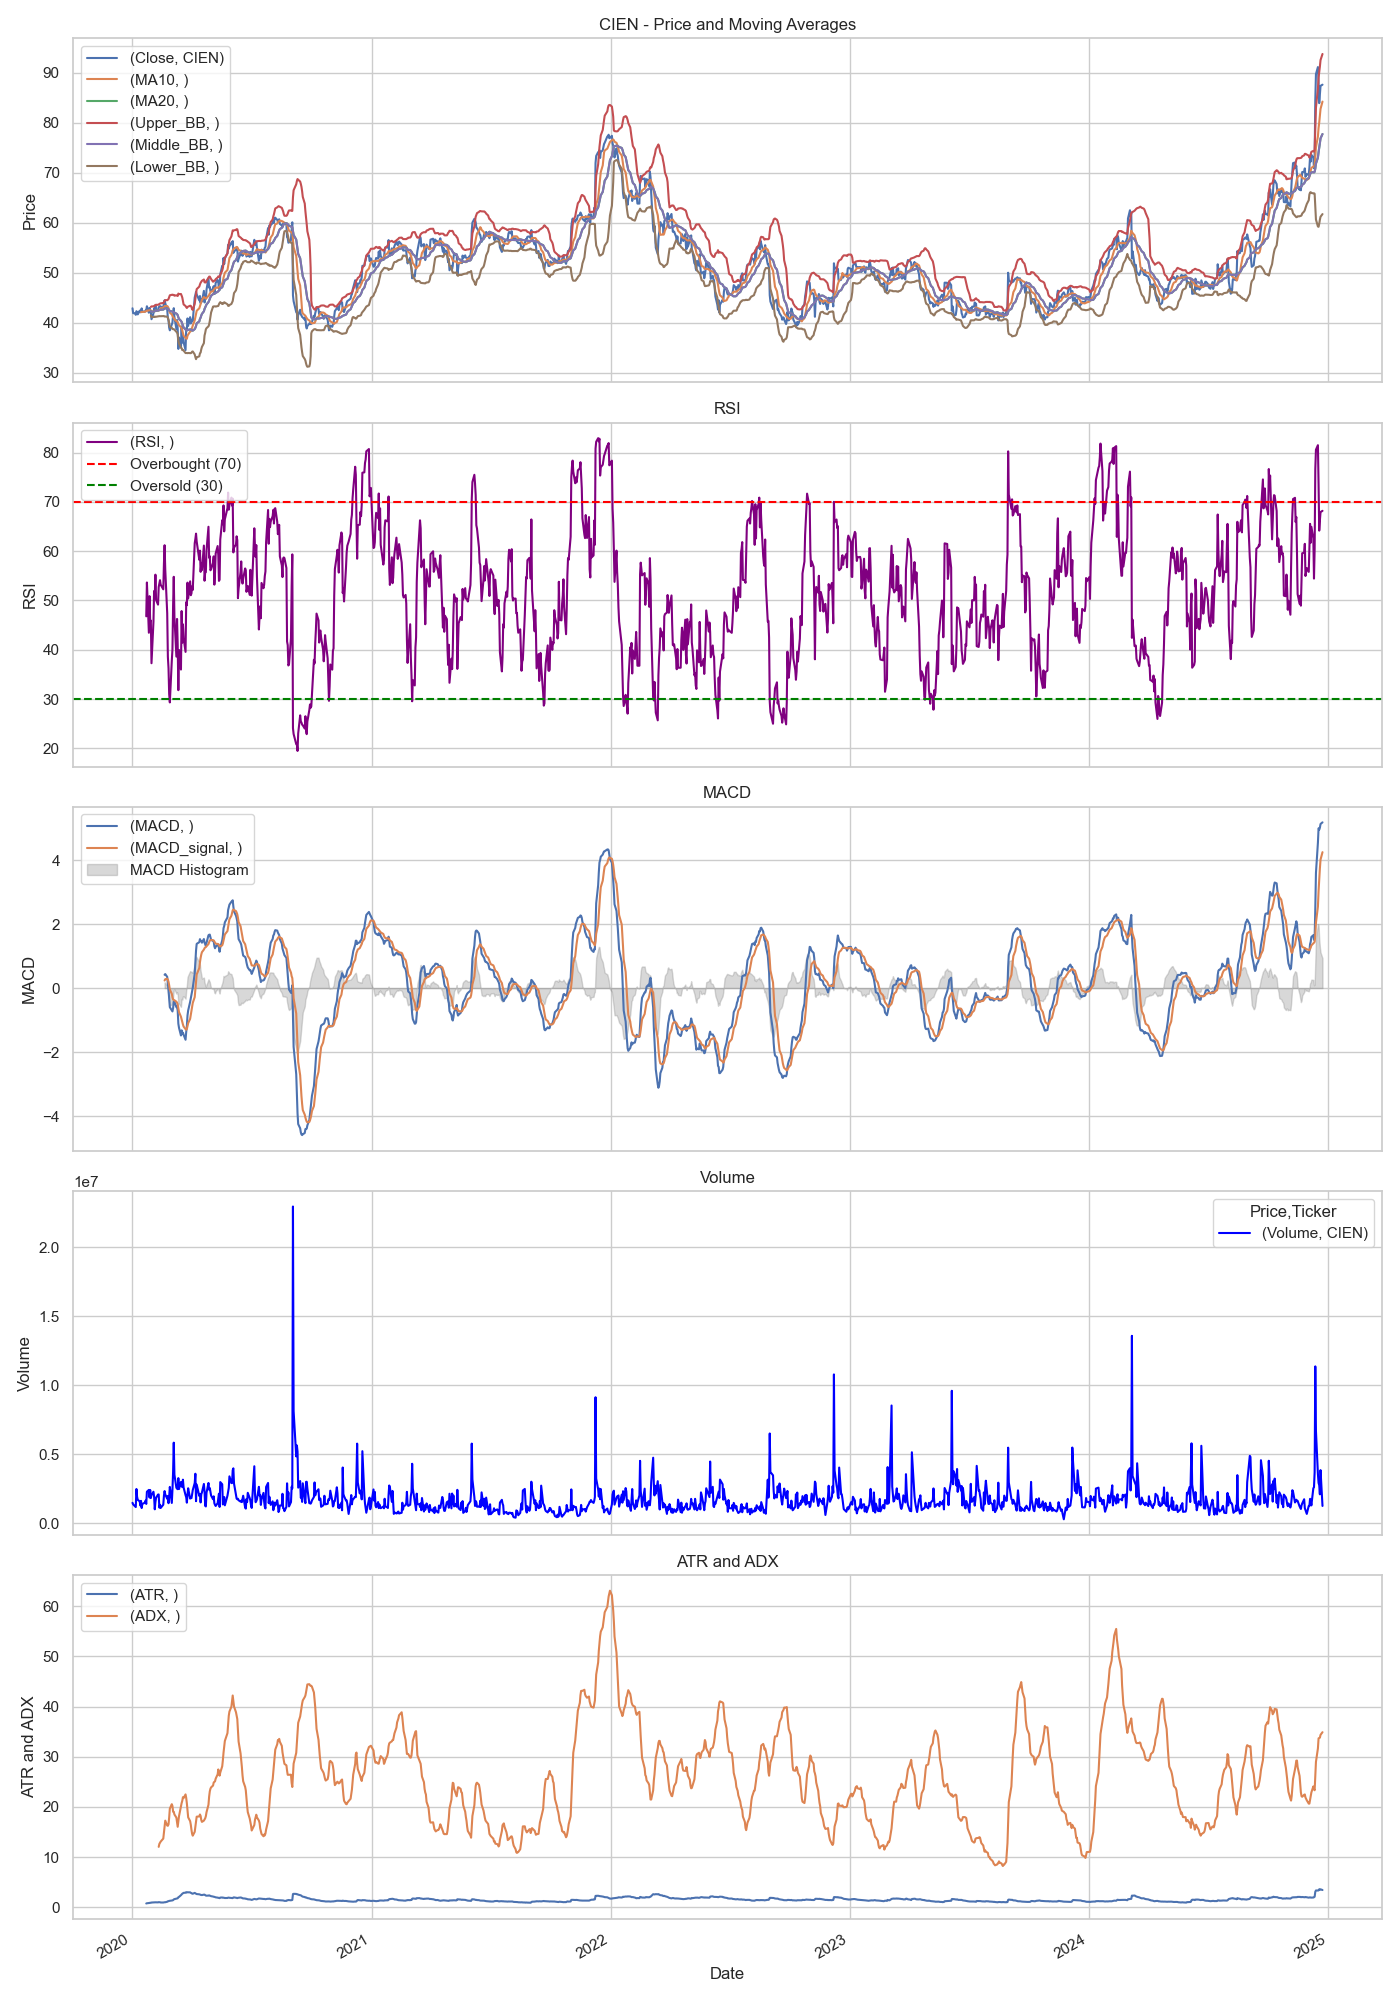 CIEN - Price and Moving Averages
(Close, CIEN)
(MA10, )
(MA20, )
(Upper_BB, )
(Middle_BB, )
(Lower_BB, )
Price
90
80
70
60
50
40
30
RSI
(RSI, )
Overbought (70)
Oversold (30)
RSI
80
70
60
50
40
30
20
MACD
(MACD, )
(MACD_signal, )
MACD Histogram
MACD
4
2
0
−2
−4
Volume
1e7
Price,Ticker
(Volume, CIEN)
Volume
2.0
1.5
1.0
0.5
0.0
ATR and ADX
(ATR, )
(ADX, )
ATR and ADX
60
50
40
30
20
10
0
2020
2021
2022
2023
2024
2025
Date